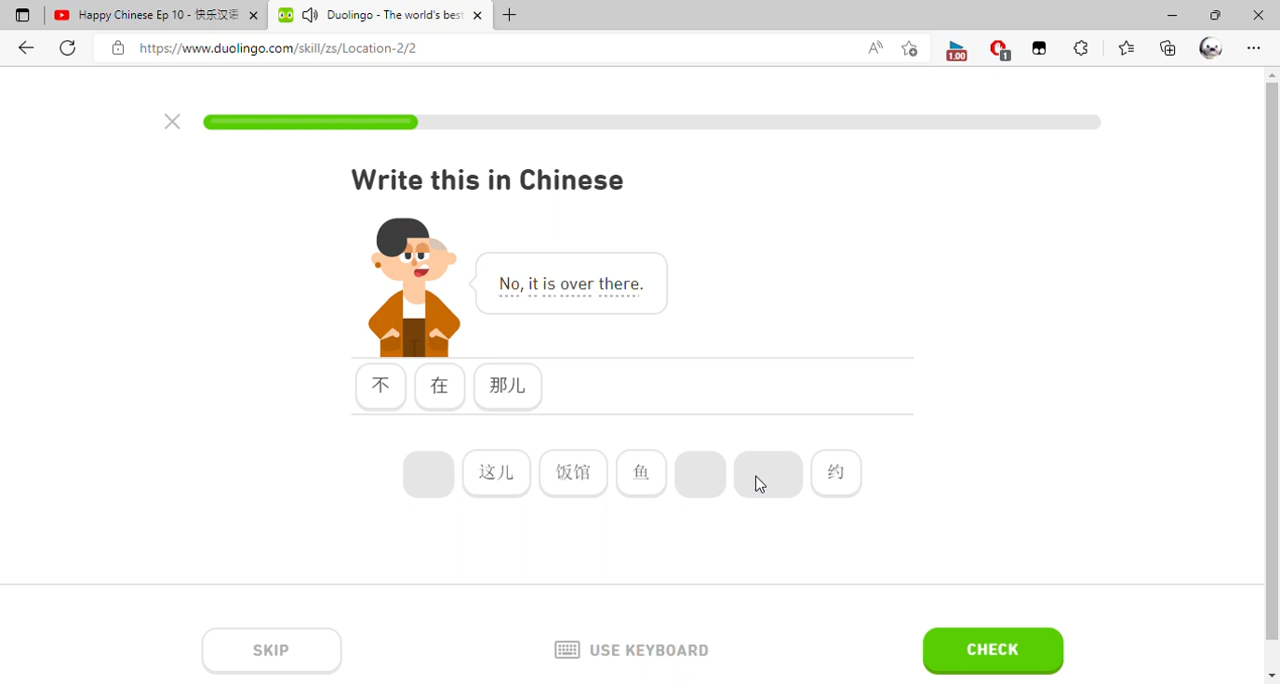 Happy Chinese Ep 10 - 快乐汉语
Duolingo - The world's best
https://www.duolingo.com/skill/zs/Location-2/2
1.00
1
Write this in Chinese
No, it is over there.
不 在 那儿
这儿 饭馆 鱼 约
SKIP
USE KEYBOARD
CHECK